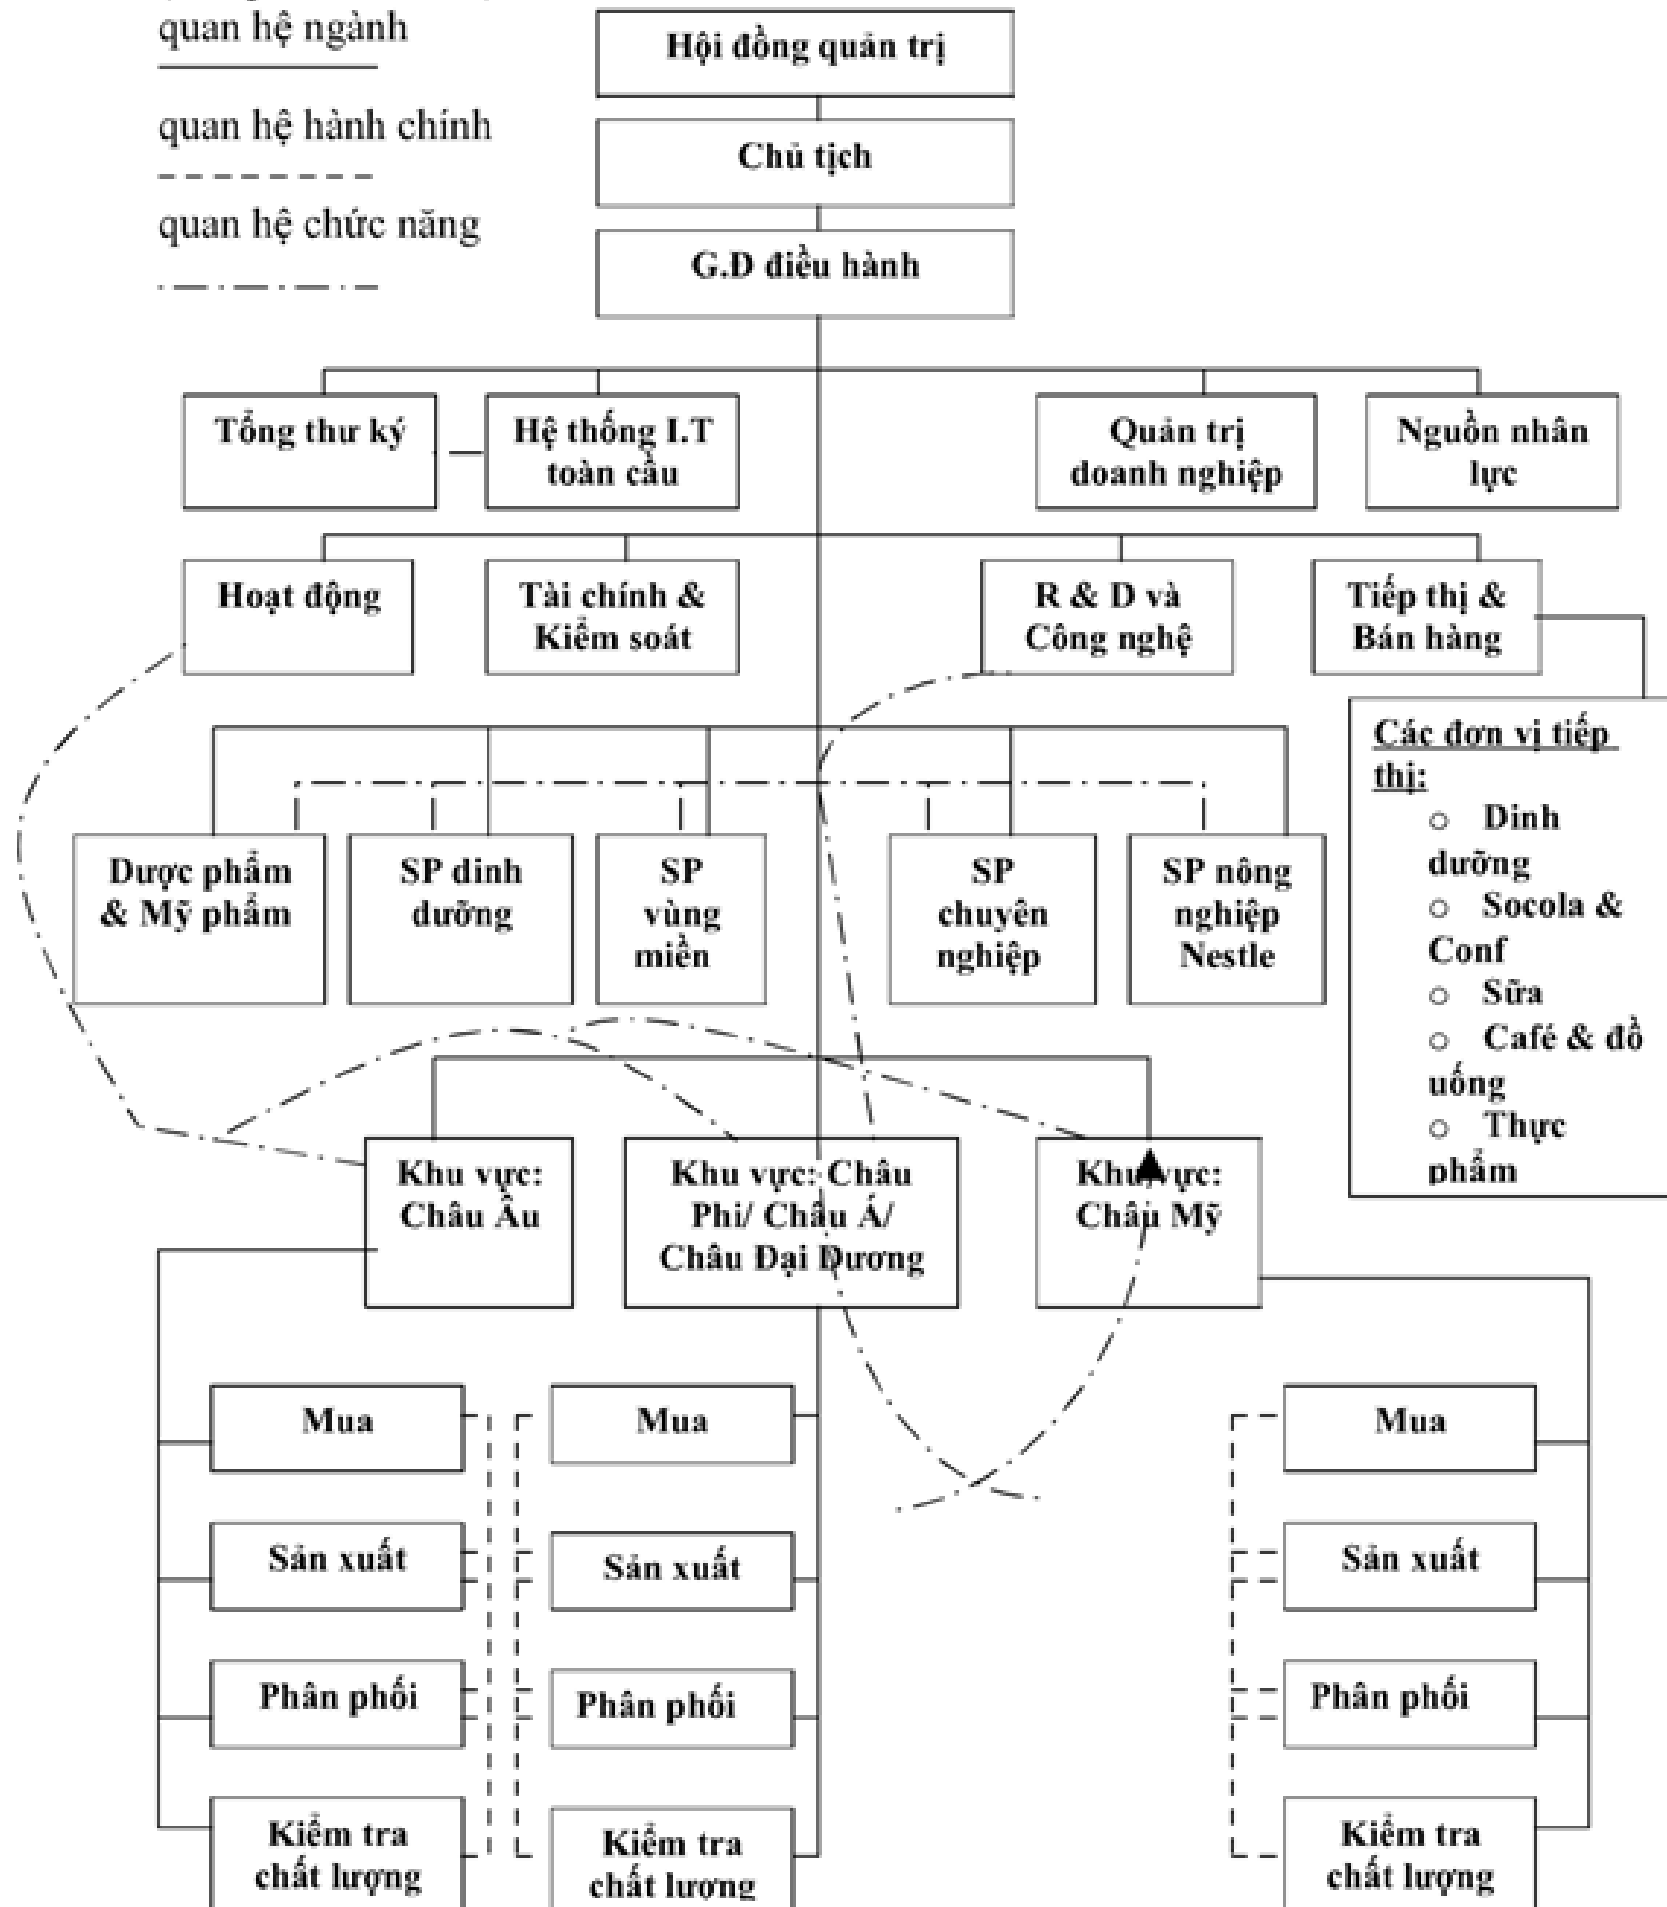 quan hệ ngành
quan hệ hành chính
quan hệ chức năng
Hội đồng quản trị
Chủ tịch
G.D điều hành
Tổng thư ký
Hệ thống I.T
toàn cầu
Quản trị
doanh nghiệp
Nguồn nhân
lực
Hoạt động
Tài chính &
Kiểm soát
R & D và
Công nghệ
Tiếp thị &
Bán hàng
Các đơn vị tiếp
thị:
o Dinh
dưỡng
o Socola &
Conf
o Sữa
o Café & đồ
uống
o Thực
phẩm
Dược phẩm
& Mỹ phẩm
SP dinh
dưỡng
SP
vùng
miền
SP
chuyên
nghiệp
SP nông
nghiệp
Nestle
Khu vực:
Châu Âu
Khu vực: Châu
Phi/ Châu Á/
Châu Đại Dương
Khu vực:
Châu Mỹ
Mua
Sản xuất
Phân phối
Kiểm tra
chất lượng
Mua
Sản xuất
Phân phối
Kiểm tra
chất lượng
Mua
Sản xuất
Phân phối
Kiểm tra
chất lượng